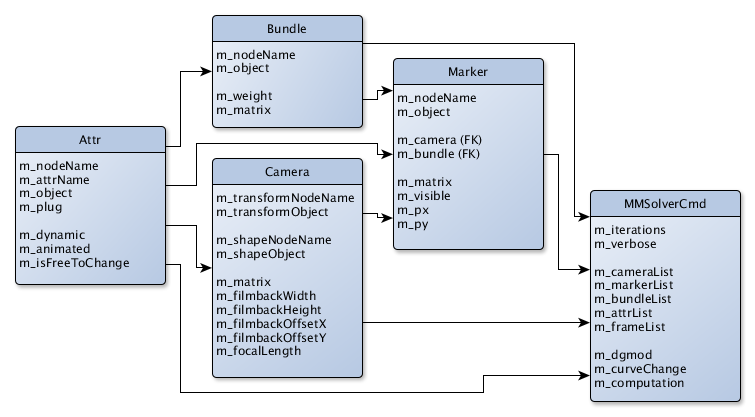 Bundle
m_nodeName
m_object
m_weight
m_matrix
Marker
m_nodeName
m_object
m_camera (FK)
m_bundle (FK)
m_matrix
m_visible
m_px
m_py
Attr
m_nodeName
m_attrName
m_object
m_plug
m_dynamic
m_animated
m_isFreeToChange
Camera
m_transformNodeName
m_transformObject
m_shapeNodeName
m_shapeObject
m_matrix
m_filmbackWidth
m_filmbackHeight
m_filmbackOffsetX
m_filmbackOffsetY
m_focalLength
MMSolverCmd
m_iterations
m_verbose
m_cameraList
m_markerList
m_bundleList
m_attrList
m_frameList
m_dgmod
m_curveChange
m_computation